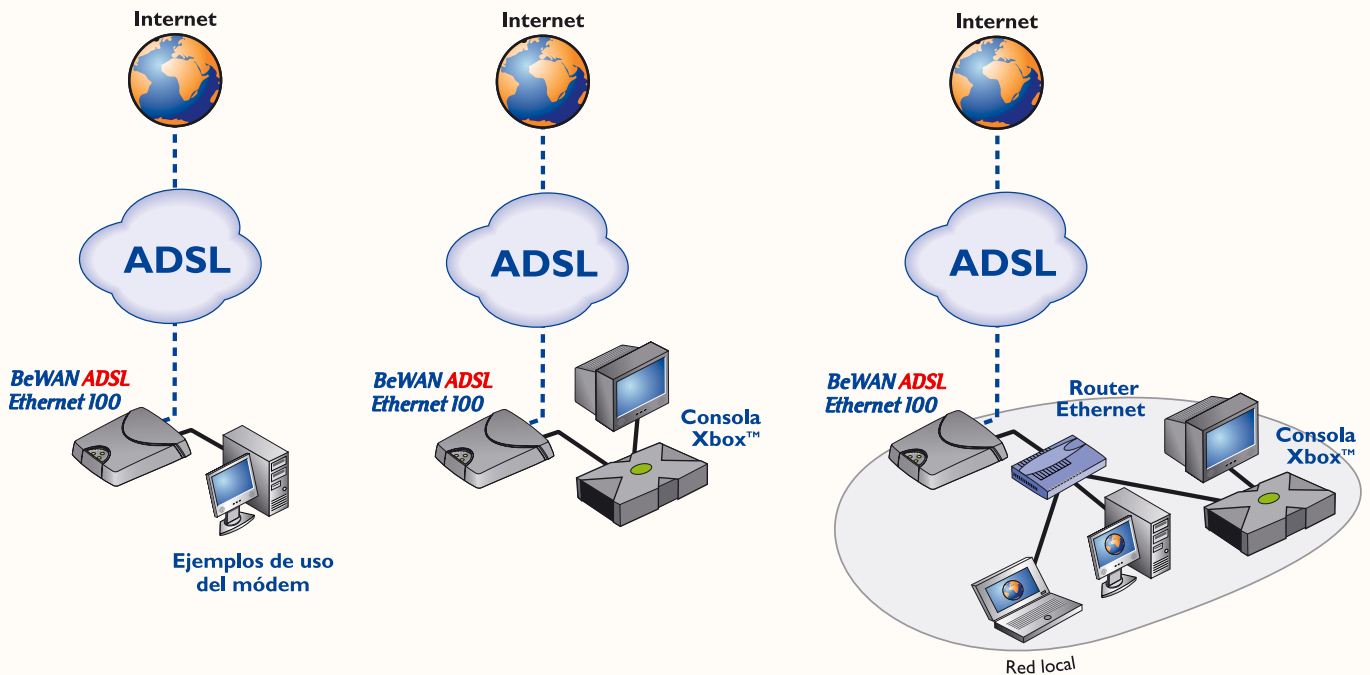 Internet
ADSL
BeWAN ADSL
Ethernet 100
Ejemplos de uso
del módem
Internet
ADSL
BeWAN ADSL
Ethernet 100
Consola
Xbox™
Internet
ADSL
BeWAN ADSL
Ethernet 100
Router
Ethernet
Consola
Xbox™
Red local